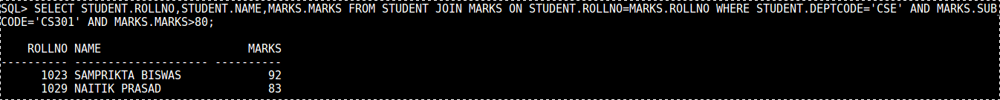 SQL> SELECT STUDENT.ROLLNO,STUDENT.NAME,MARKS.MARKS FROM STUDENT JOIN MARKS ON STUDENT.ROLLNO=MARKS.ROLLNO WHERE STUDENT.DEPTCODE='CSE' AND MARKS.SUB_
CODE='CS301' AND MARKS.MARKS>80;
    ROLLNO NAME                      MARKS
---------- -------------------- ----------
      1023 SAMPRIKTA BISWAS             92
      1029 NAITIK PRASAD                83